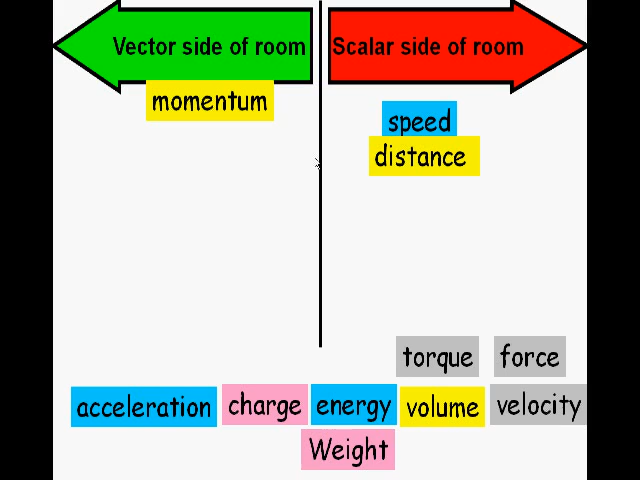 Vector side of room
Scalar side of room
momentum
speed
distance
torque
force
acceleration
charge
energy
volume
velocity
Weight